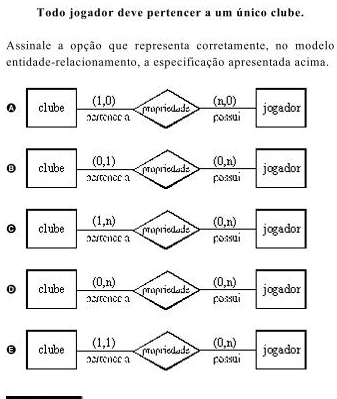 Todo jogador deve pertencer a um único clube.
Assinale a opção que representa corretamente, no modelo
entidade-relacionamento, a especificação apresentada acima.
A clube (1,0) pertence a propriedade (n,0) possui jogador
B clube (0,1) pertence a propriedade (0,n) possui jogador
C clube (1,n) pertence a propriedade (0,n) possui jogador
D clube (0,n) pertence a propriedade (0,n) possui jogador
E clube (1,1) pertence a propriedade (0,n) possui jogador